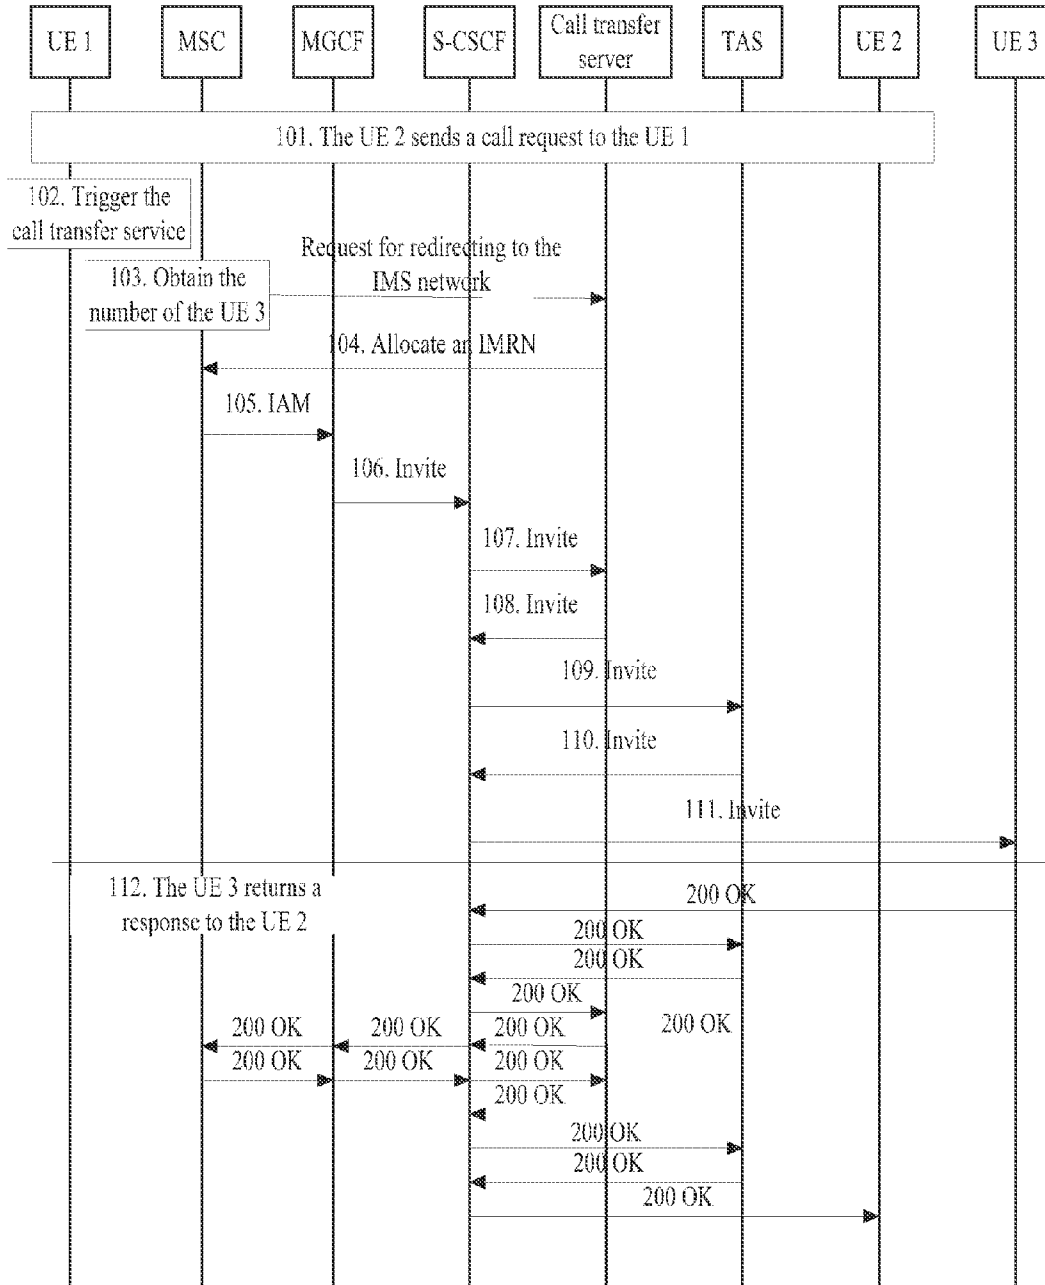 UE 1
MSC
MGCF
S-CSCF
Call transfer
server
TAS
UE 2
UE 3
101. The UE 2 sends a call request to the UE 1
102. Trigger the
call transfer service
Request for redirecting to the
IMS network
103. Obtain the
number of the UE 3
104. Allocate an IMRN
105. IAM
106. Invite
107. Invite
108. Invite
109. Invite
110. Invite
111. Invite
112. The UE 3 returns a
response to the UE 2
200 OK
200 OK
200 OK
200 OK
200 OK
200 OK
200 OK
200 OK
200 OK
200 OK
200 OK
200 OK
200 OK
200 OK
mult200 OK